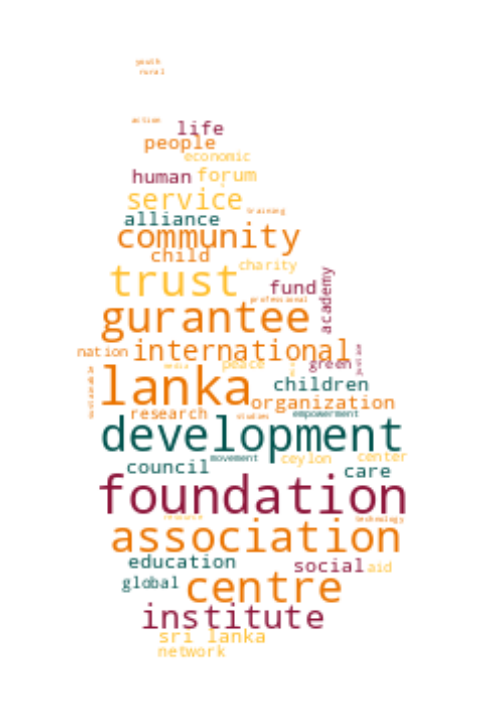 youth
rural
action
life
people
economic
human forum
service
training
alliance
community
child
charity
trust
fund
academy
professional
gurantee
nation international
peace
green
lanka
children
organization
research
studies
empowerment
development
council
movement
ceylon
center
care
foundation
resource
technology
association
education
social aid
global
centre
institute
sri lanka
network